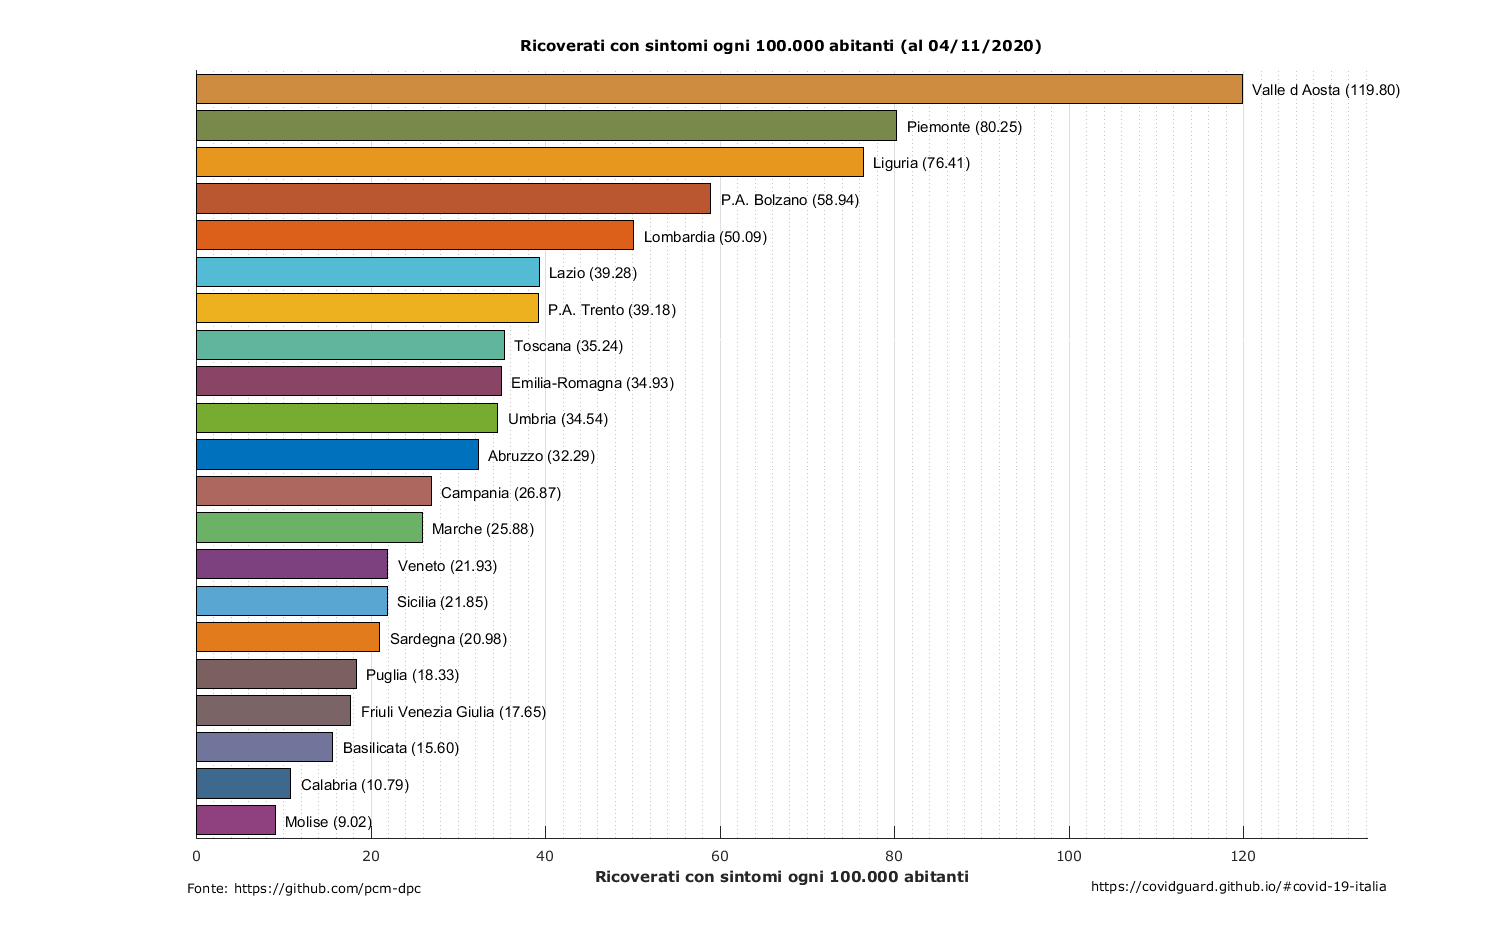 Ricoverati con sintomi ogni 100.000 abitanti (al 04/11/2020)
Valle d Aosta (119.80)
Piemonte (80.25)
Liguria (76.41)
P.A. Bolzano (58.94)
Lombardia (50.09)
Lazio (39.28)
P.A. Trento (39.18)
Toscana (35.24)
Emilia-Romagna (34.93)
Umbria (34.54)
Abruzzo (32.29)
Campania (26.87)
Marche (25.88)
Veneto (21.93)
Sicilia (21.85)
Sardegna (20.98)
Puglia (18.33)
Friuli Venezia Giulia (17.65)
Basilicata (15.60)
Calabria (10.79)
Molise (9.02)
0 20 40 60 80 100 120
Ricoverati con sintomi ogni 100.000 abitanti
Fonte: https://github.com/pcm-dpc
https://covidguard.github.io/#covid-19-italia